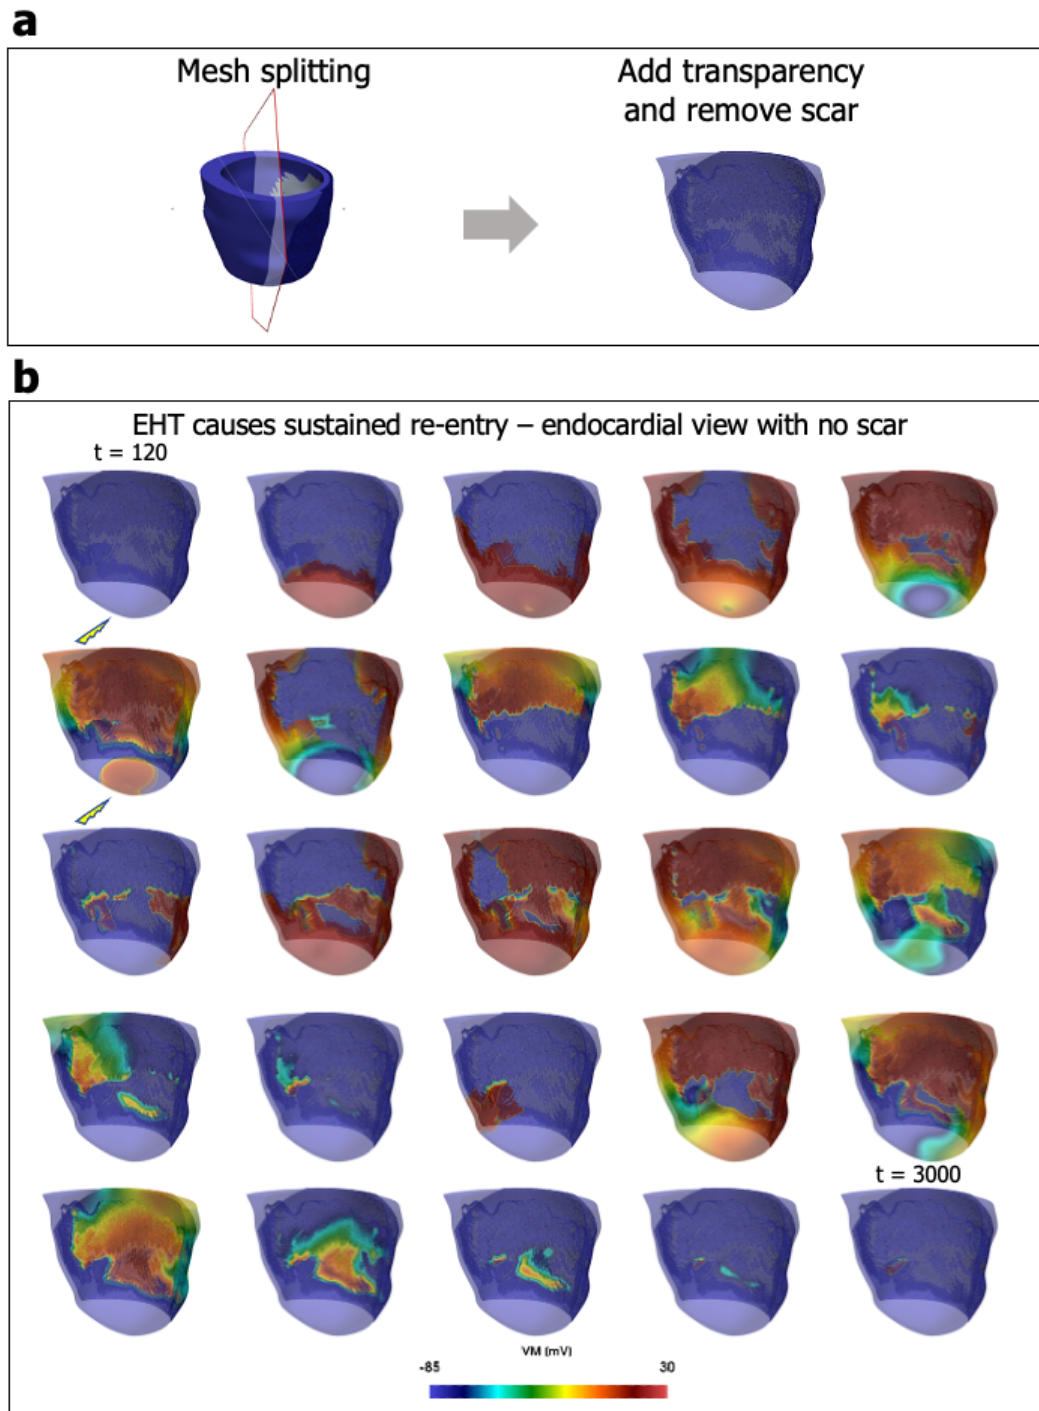 a
Mesh splitting
Add transparency
and remove scar
b
EHT causes sustained re-entry – endocardial view with no scar
t = 120
t = 3000
VM (mV)
-85
30